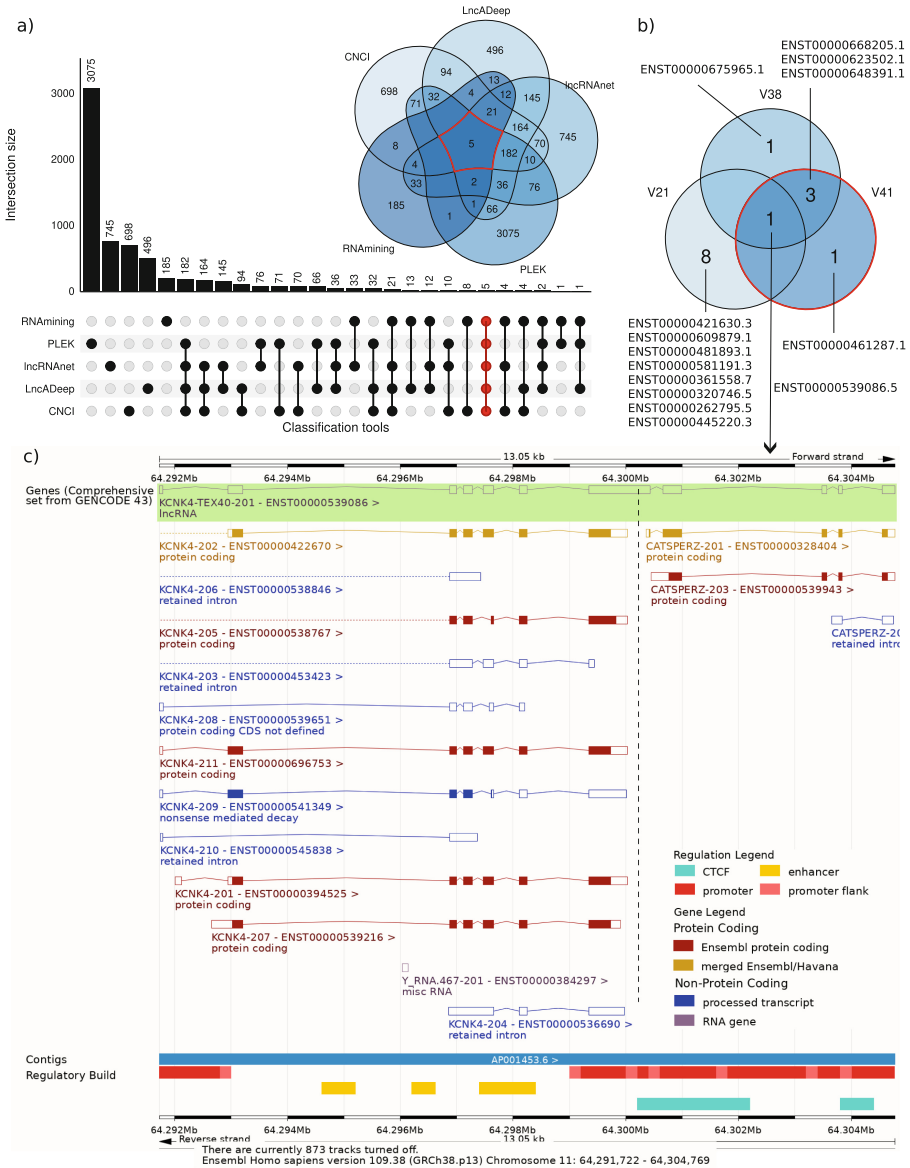 a)
LncADeep
CNCI
lncRNAnet
RNAmining
PLEK
496
94
13
698
4
12
145
71
32
21
745
164
70
8
5
182
10
4
33
2
36
76
185
1
1
66
3075
Intersection size
3000
2000
1000
0
3075
745
698
496
185
182
164
145
94
76
71
70
66
36
33
32
21
13
12
10
8
5
4
4
2
1
1
RNAmining
PLEK
lncRNAnet
LncADeep
CNCI
Classification tools
b)
ENST00000668205.1
ENST00000623502.1
ENST00000648391.1
ENST00000675965.1
V38
V21
V41
1
3
1
8
1
ENST00000421630.3
ENST00000609879.1
ENST00000481893.1
ENST00000581191.3
ENST00000361558.7
ENST00000320746.5
ENST00000262795.5
ENST00000445220.3
ENST00000461287.1
ENST00000539086.5
c)
13.05 kb
Forward strand
64.292Mb 64.294Mb 64.296Mb 64.298Mb 64.300Mb 64.302Mb 64.304Mb
Genes (Comprehensive
set from GENCODE 43)
KCNK4-TEX40-201 - ENST00000539086 >
lncRNA
KCNK4-202 - ENST00000422670 >
protein coding
CATSPERZ-201 - ENST00000328404 >
protein coding
KCNK4-206 - ENST00000538846 >
retained intron
CATSPERZ-203 - ENST00000539943 >
protein coding
KCNK4-205 - ENST00000538767 >
protein coding
CATSPERZ-20
retained intro
KCNK4-203 - ENST00000453423 >
retained intron
KCNK4-208 - ENST00000539651 >
protein coding CDS not defined
KCNK4-211 - ENST00000696753 >
protein coding
KCNK4-209 - ENST00000541349 >
nonsense mediated decay
KCNK4-210 - ENST00000545838 >
retained intron
KCNK4-201 - ENST00000394525 >
protein coding
KCNK4-207 - ENST00000539216 >
protein coding
Y_RNA.467-201 - ENST00000384297 >
misc RNA
KCNK4-204 - ENST00000536690 >
retained intron
Regulation Legend
CTCF
enhancer
promoter
promoter flank
Gene Legend
Protein Coding
Ensembl protein coding
merged Ensembl/Havana
Non-Protein Coding
processed transcript
RNA gene
Contigs
AP001453.6 >
Regulatory Build
64.292Mb 64.294Mb 64.296Mb 64.298Mb 64.300Mb 64.302Mb 64.304Mb
Reverse strand
13.05 kb
There are currently 873 tracks turned off.
Ensembl Homo sapiens version 109.38 (GRCh38.p13) Chromosome 11: 64,291,722 - 64,304,769